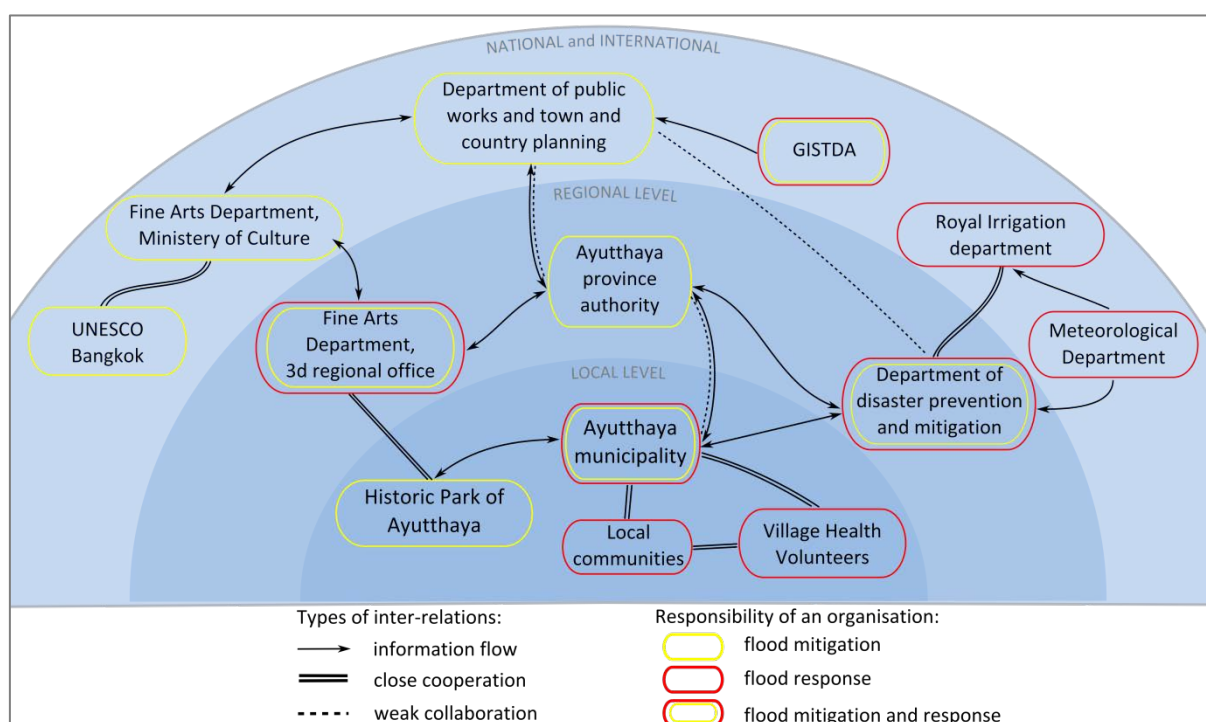 NATIONAL and INTERNATIONAL
Department of public
works and town and
country planning
GISTDA
Fine Arts Department,
Ministery of Culture
REGIONAL LEVEL
Royal Irrigation
department
Ayutthaya
province
authority
UNESCO
Bangkok
Fine Arts
Department,
3d regional office
Meteorological
Department
LOCAL LEVEL
Department of
disaster prevention
and mitigation
Ayutthaya
municipality
Historic Park of
Ayutthaya
Local
communities
Village Health
Volunteers
Types of inter-relations:
information flow
close cooperation
weak collaboration
Responsibility of an organisation:
flood mitigation
flood response
flood mitigation and response